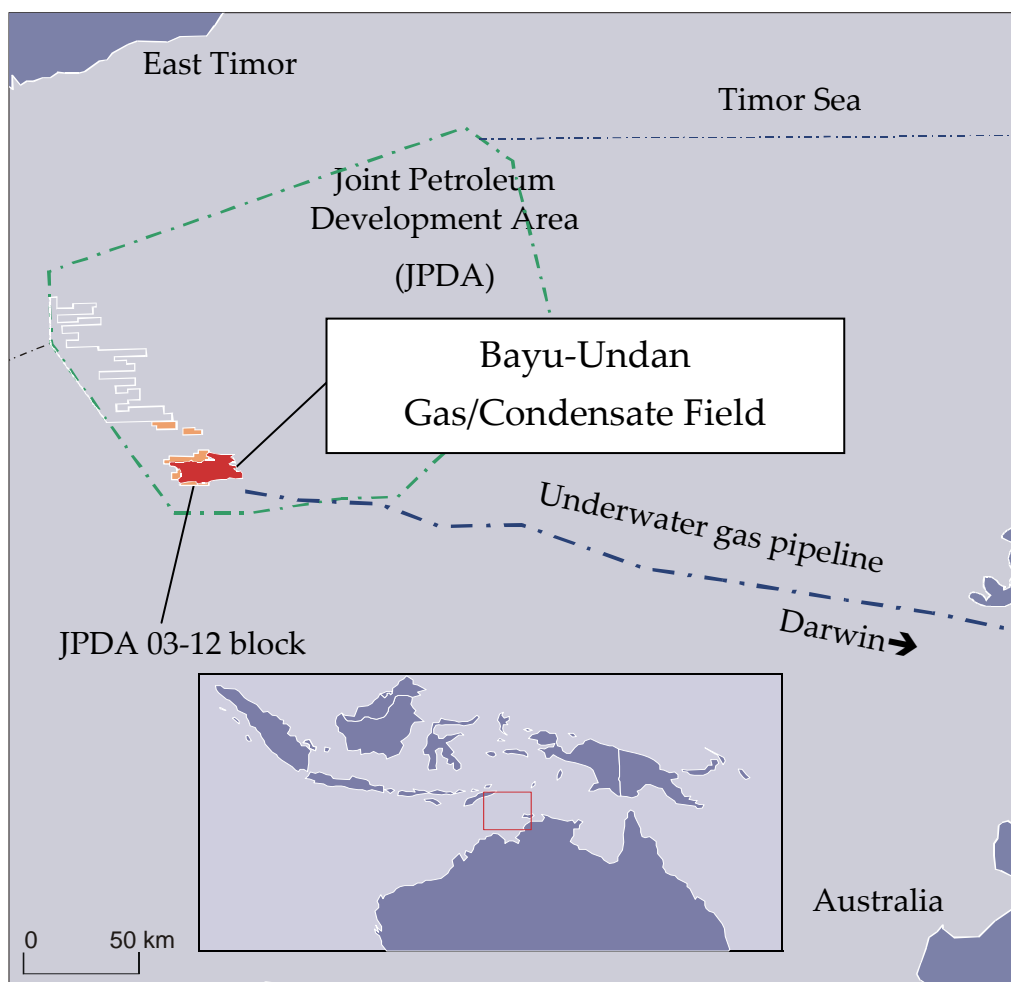 East Timor
Timor Sea
Joint Petroleum
Development Area
(JPDA)
Bayu-Undan
Gas/Condensate Field
Underwater gas pipeline
Darwin
JPDA 03-12 block
Australia
0 50 km